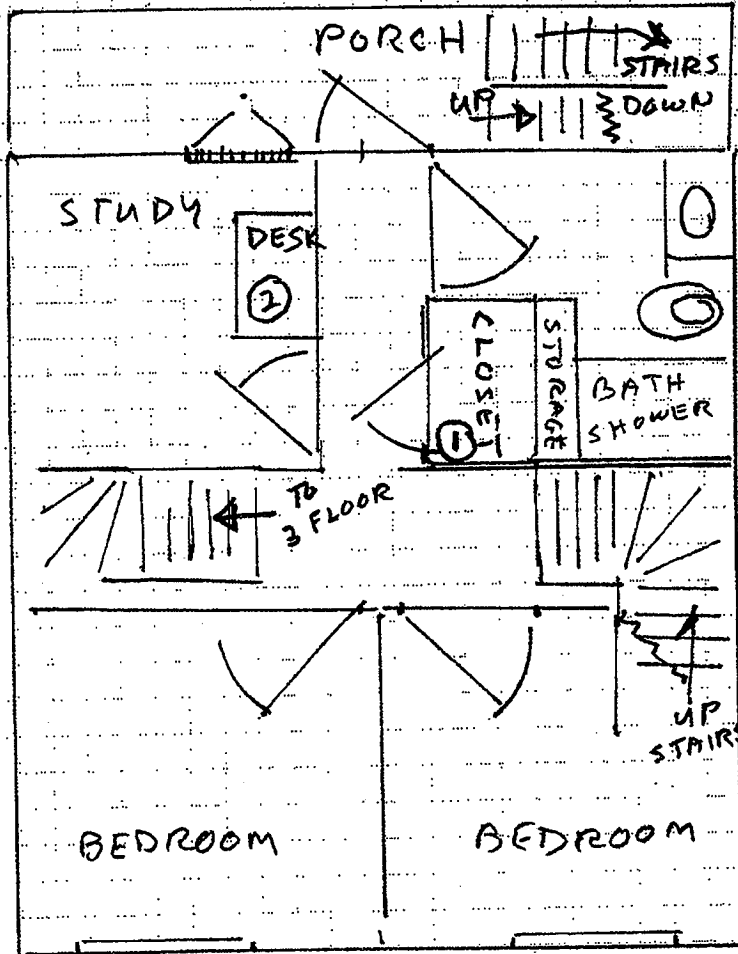 PORCH
STAIRS
UP
DOWN
STUDY
DESK
2
CLOSET
STORAGE
1
BATH
SHOWER
TO
3 FLOOR
UP
STAIRS
BEDROOM
BEDROOM